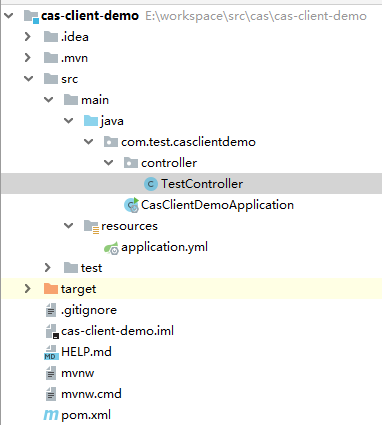 cas-client-demo E:\workspace\src\cas\cas-client-demo
.idea
.mvn
src
main
java
com.test.casclientdemo
controller
C TestController
C CasClientDemoApplication
resources
application.yml
test
target
.gitignore
cas-client-demo.iml
MD HELP.md
mvnw
mvnw.cmd
m pom.xml